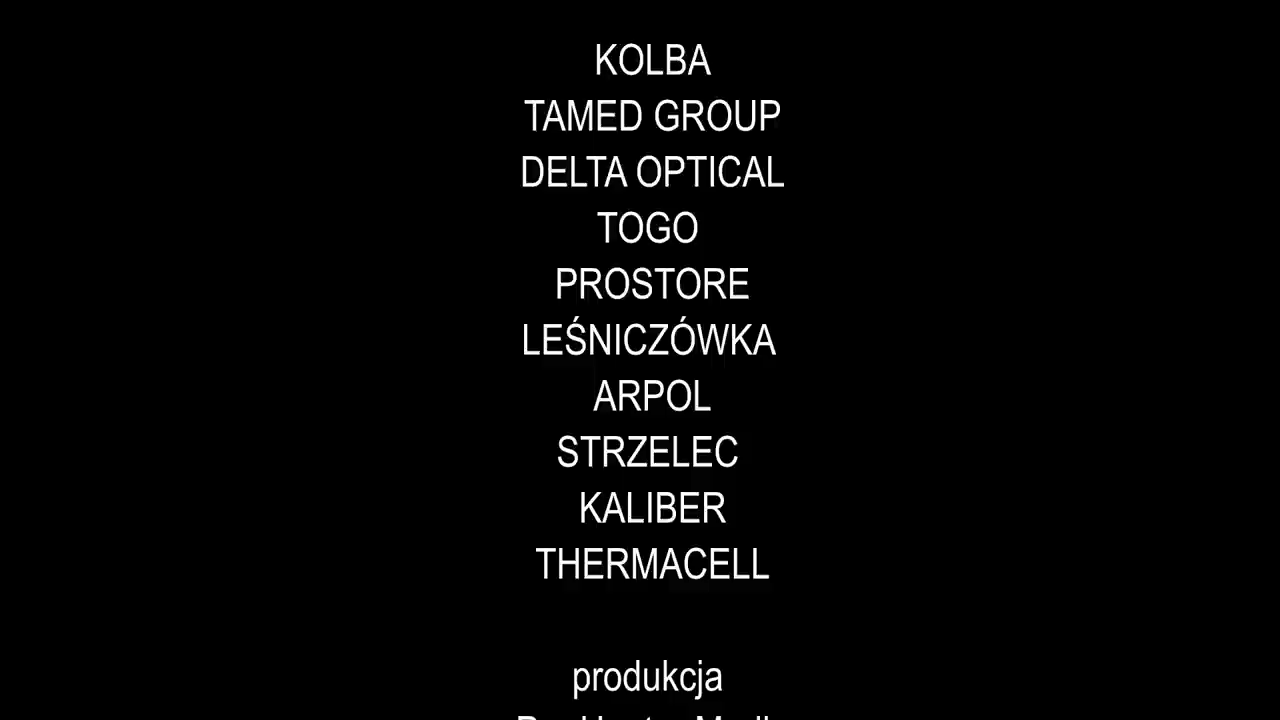 KOLBA
TAMED GROUP
DELTA OPTICAL
TOGO
PROSTORE
LEŚNICZÓWKA
ARPOL
STRZELEC
KALIBER
THERMACELL
produkcja